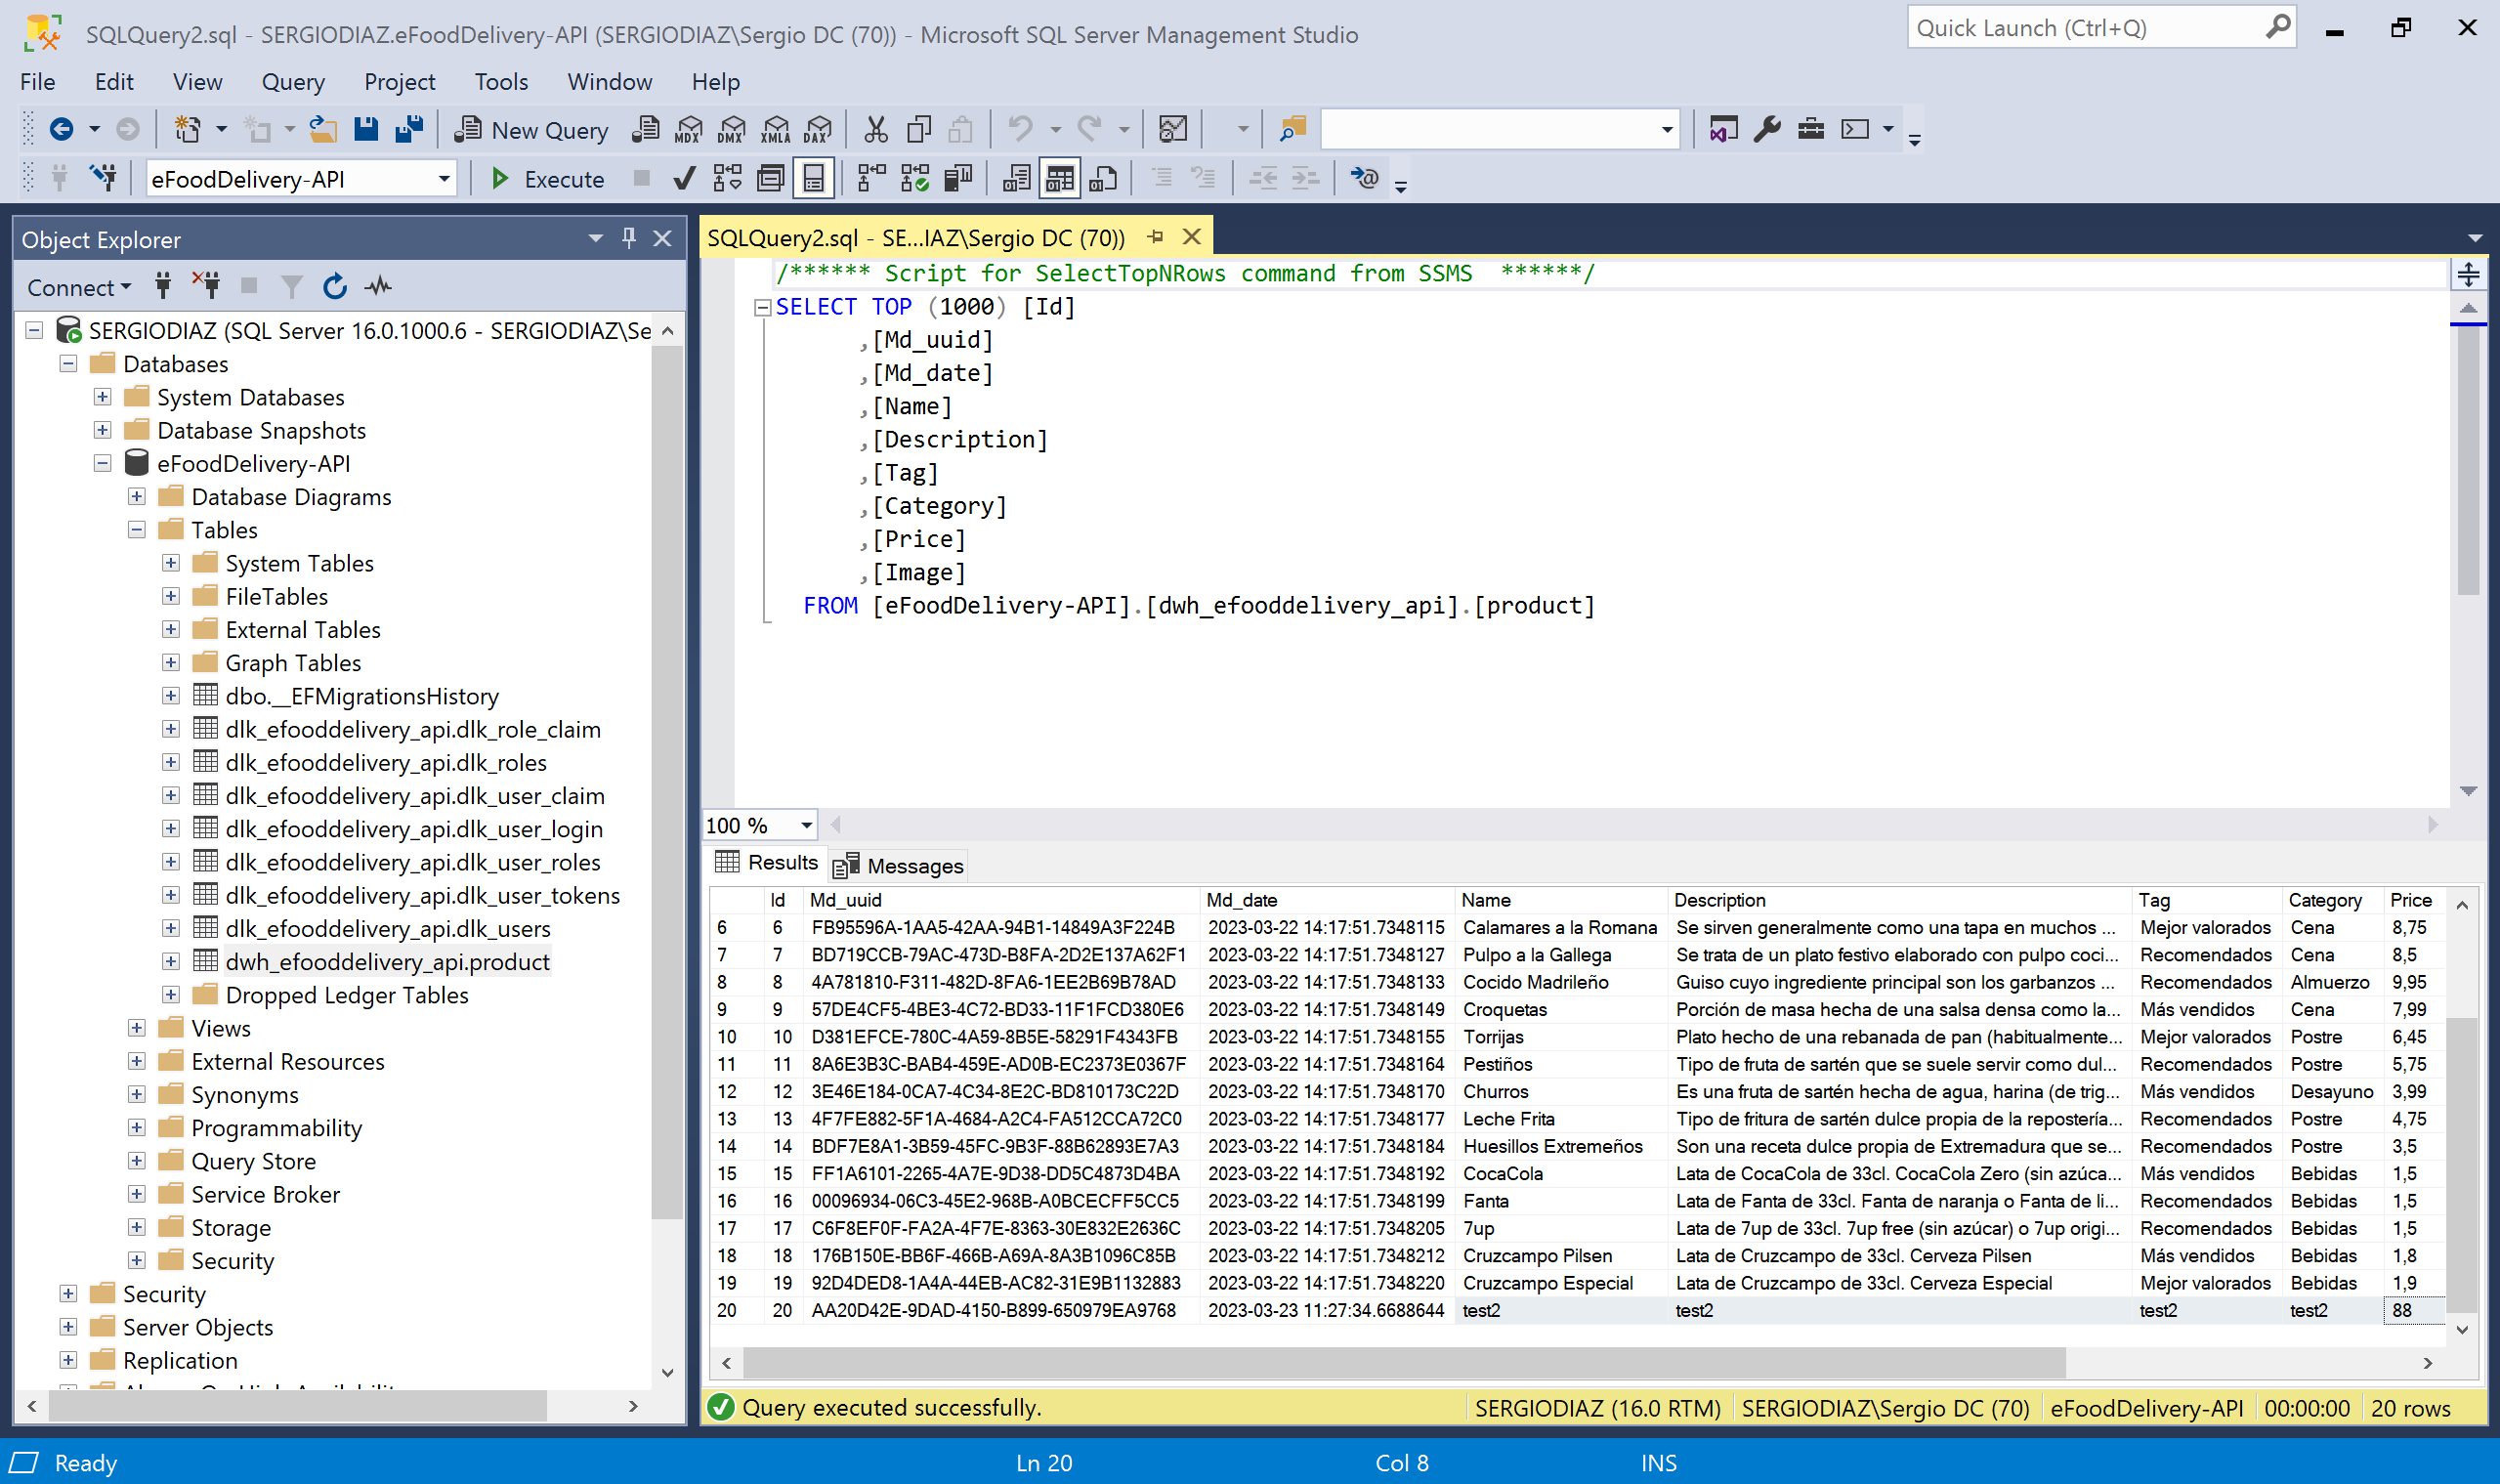 SQLQuery2.sql - SERGIODIAZ.eFoodDelivery-API (SERGIODIAZ\Sergio DC (70)) - Microsoft SQL Server Management Studio
Quick Launch (Ctrl+Q)
File Edit View Query Project Tools Window Help
New Query MDX DMX XMLA DAX
eFoodDelivery-API Execute
Object Explorer
Connect
SERGIODIAZ (SQL Server 16.0.1000.6 - SERGIODIAZ\Se
Databases
System Databases
Database Snapshots
eFoodDelivery-API
Database Diagrams
Tables
System Tables
FileTables
External Tables
Graph Tables
dbo.__EFMigrationsHistory
dlk_efooddelivery_api.dlk_role_claim
dlk_efooddelivery_api.dlk_roles
dlk_efooddelivery_api.dlk_user_claim
dlk_efooddelivery_api.dlk_user_login
dlk_efooddelivery_api.dlk_user_roles
dlk_efooddelivery_api.dlk_user_tokens
dlk_efooddelivery_api.dlk_users
dwh_efooddelivery_api.product
Dropped Ledger Tables
Views
External Resources
Synonyms
Programmability
Query Store
Service Broker
Storage
Security
Security
Server Objects
Replication
SQLQuery2.sql - SE...IAZ\Sergio DC (70))
/****** Script for SelectTopNRows command from SSMS  ******/
SELECT TOP (1000) [Id]
,[Md_uuid]
,[Md_date]
,[Name]
,[Description]
,[Tag]
,[Category]
,[Price]
,[Image]
FROM [eFoodDelivery-API].[dwh_efooddelivery_api].[product]
100 %
Results Messages
Id Md_uuid Md_date Name Description Tag Category Price
6 6 FB95596A-1AA5-42AA-94B1-14849A3F224B 2023-03-22 14:17:51.7348115 Calamares a la Romana Se sirven generalmente como una tapa en muchos ... Mejor valorados Cena 8,75
7 7 BD719CCB-79AC-473D-B8FA-2D2E137A62F1 2023-03-22 14:17:51.7348127 Pulpo a la Gallega Se trata de un plato festivo elaborado con pulpo coci... Recomendados Cena 8,5
8 8 4A781810-F311-482D-8FA6-1EE2B69B78AD 2023-03-22 14:17:51.7348133 Cocido Madrileño Guiso cuyo ingrediente principal son los garbanzos ... Recomendados Almuerzo 9,95
9 9 57DE4CF5-4BE3-4C72-BD33-11F1FCD380E6 2023-03-22 14:17:51.7348149 Croquetas Porción de masa hecha de una salsa densa como la... Más vendidos Cena 7,99
10 10 D381EFCE-780C-4A59-8B5E-58291F4343FB 2023-03-22 14:17:51.7348155 Torrijas Plato hecho de una rebanada de pan (habitualmente... Mejor valorados Postre 6,45
11 11 8A6E3B3C-BAB4-459E-AD0B-EC2373E0367F 2023-03-22 14:17:51.7348164 Pestiños Tipo de fruta de sartén que se suele servir como dul... Recomendados Postre 5,75
12 12 3E46E184-0CA7-4C34-8E2C-BD810173C22D 2023-03-22 14:17:51.7348170 Churros Es una fruta de sartén hecha de agua, harina (de trig... Más vendidos Desayuno 3,99
13 13 4F7FE882-5F1A-4684-A2C4-FA512CCA72C0 2023-03-22 14:17:51.7348177 Leche Frita Tipo de fritura de sartén dulce propia de la repostería... Recomendados Postre 4,75
14 14 BDF7E8A1-3B59-45FC-9B3F-88B62893E7A3 2023-03-22 14:17:51.7348184 Huesillos Extremeños Son una receta dulce propia de Extremadura que se... Recomendados Postre 3,5
15 15 FF1A6101-2265-4A7E-9D38-DD5C4873D4BA 2023-03-22 14:17:51.7348192 CocaCola Lata de CocaCola de 33cl. CocaCola Zero (sin azúca... Más vendidos Bebidas 1,5
16 16 00096934-06C3-45E2-968B-A0BCECFF5CC5 2023-03-22 14:17:51.7348199 Fanta Lata de Fanta de 33cl. Fanta de naranja o Fanta de li... Recomendados Bebidas 1,5
17 17 C6F8EF0F-FA2A-4F7E-8363-30E832E2636C 2023-03-22 14:17:51.7348205 7up Lata de 7up de 33cl. 7up free (sin azúcar) o 7up origi... Recomendados Bebidas 1,5
18 18 176B150E-BB6F-466B-A69A-8A3B1096C85B 2023-03-22 14:17:51.7348212 Cruzcampo Pilsen Lata de Cruzcampo de 33cl. Cerveza Pilsen Más vendidos Bebidas 1,8
19 19 92D4DED8-1A4A-44EB-AC82-31E9B1132883 2023-03-22 14:17:51.7348220 Cruzcampo Especial Lata de Cruzcampo de 33cl. Cerveza Especial Mejor valorados Bebidas 1,9
20 20 AA20D42E-9DAD-4150-B899-650979EA9768 2023-03-23 11:27:34.6688644 test2 test2 test2 test2 88
Query executed successfully. SERGIODIAZ (16.0 RTM) SERGIODIAZ\Sergio DC (70) eFoodDelivery-API 00:00:00 20 rows
Ready Ln 20 Col 8 INS